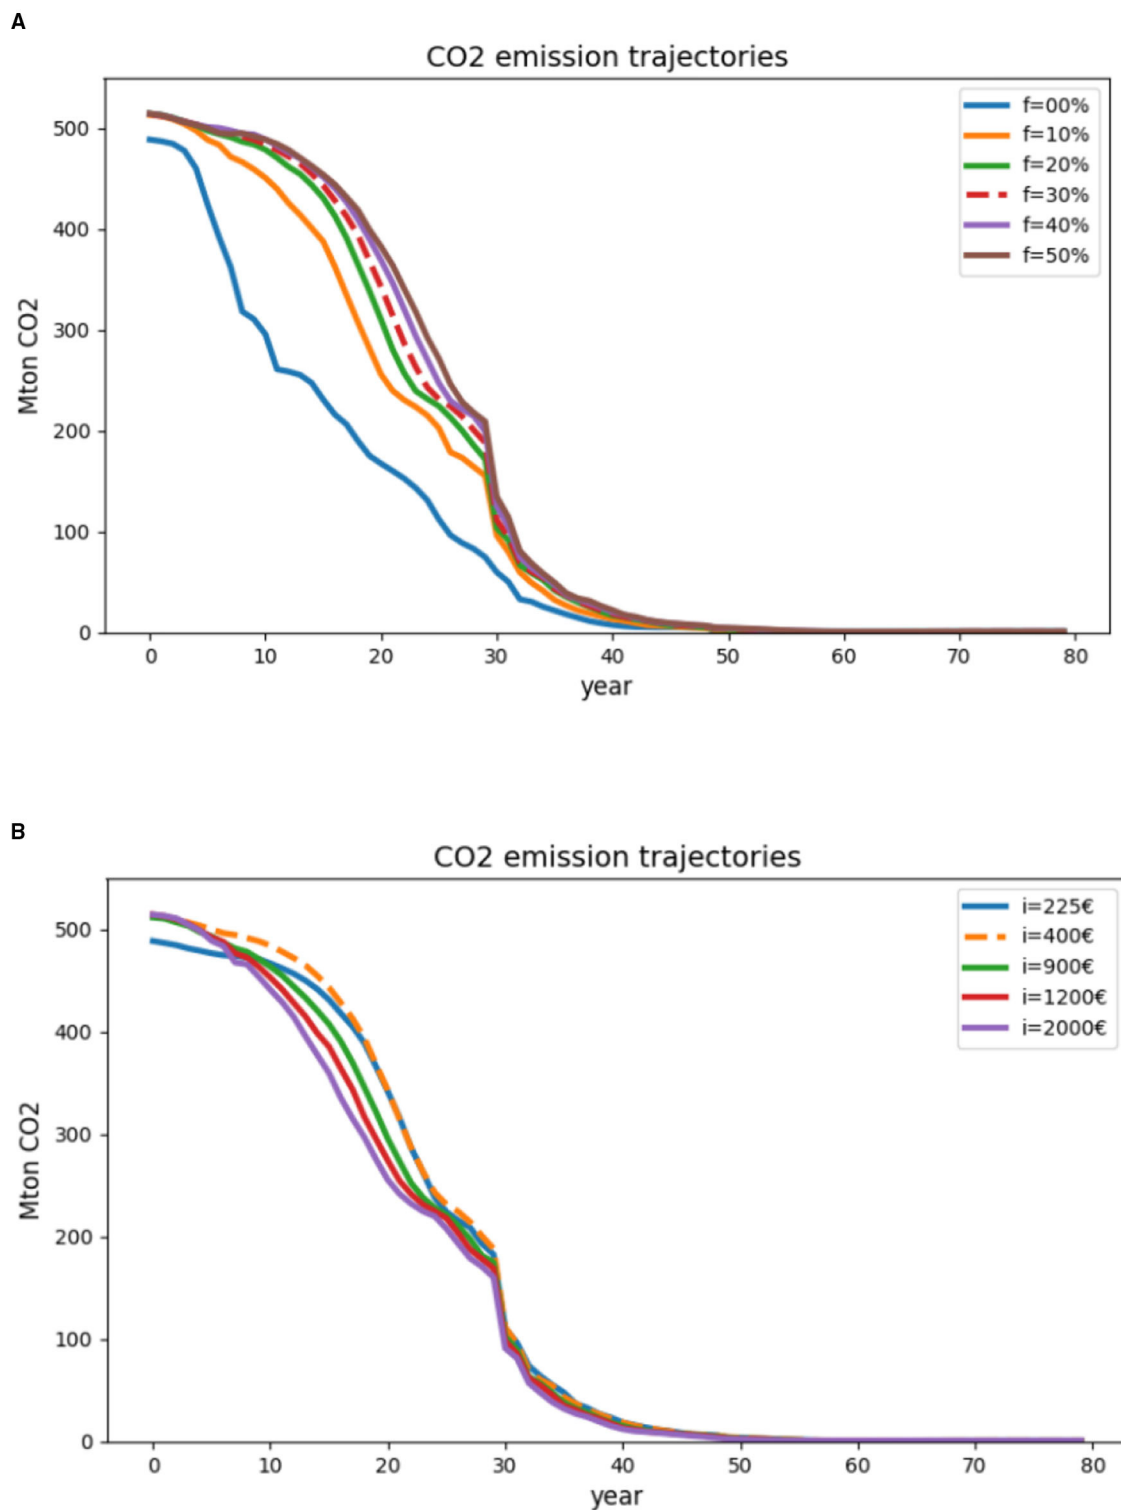 A
CO2 emission trajectories
Mton CO2
500
400
300
200
100
0
f=00%
f=10%
f=20%
f=30%
f=40%
f=50%
0 10 20 30 40 50 60 70 80
year
B
CO2 emission trajectories
Mton CO2
500
400
300
200
100
0
i=225€
i=400€
i=900€
i=1200€
i=2000€
0 10 20 30 40 50 60 70 80
year